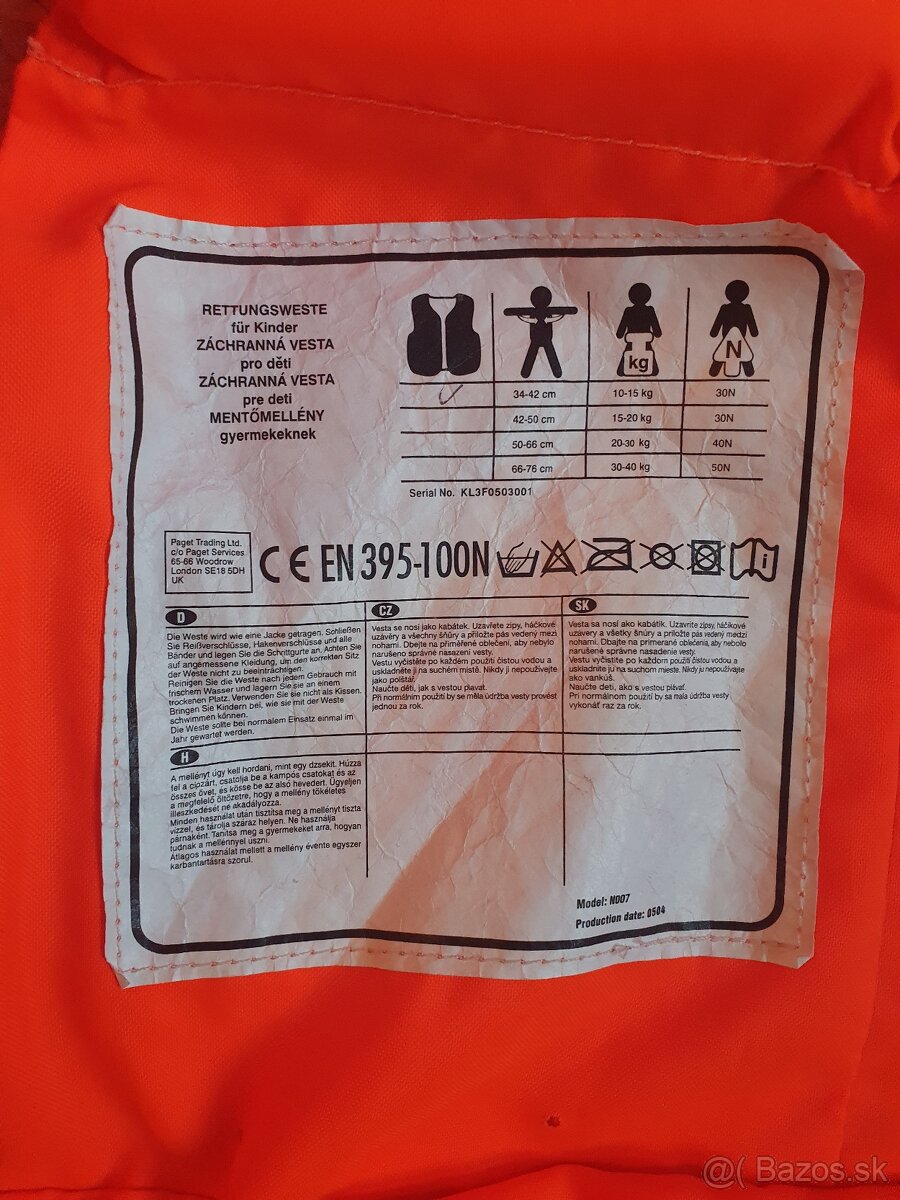 RETTUNGSWESTE
für Kinder
ZÁCHRANNÁ VESTA
pro děti
ZÁCHRANNÁ VESTA
pre deti
MENTŐMELLÉNY
gyermekeknek
kg
N
34-42 cm 10-15 kg 30N
42-50 cm 15-20 kg 30N
50-66 cm 20-30 kg 40N
66-76 cm 30-40 kg 50N
Serial No. KL3F0503001
Paget Trading Ltd.
c/o Paget Services
65-66 Woodrow
London SE18 5DH
UK
CE EN 395-100N
i
D
Die Weste wird wie eine Jacke getragen. Schließen
Sie Reißverschlüsse, Hakenverschlüsse und alle
Bänder und legen Sie die Schrittgurte an. Achten Sie
auf angemessene Kleidung, um den korrekten Sitz
der Weste nicht zu beeinträchtigen.
Reinigen Sie die Weste nach jedem Gebrauch mit
frischem Wasser und lagern Sie sie an einem
trockenen Platz. Verwenden Sie sie nicht als Kissen.
Bringen Sie Kindern bei, wie sie mit der Weste
schwimmen können.
Die Weste sollte bei normalem Einsatz einmal im
Jahr gewartet werden.
CZ
Vesta se nosí jako kabátek. Uzavřete zipy, háčkové
uzávěry a všechny šňůry a přiložte pás vedený mezi
nohami. Dbejte na přiměřené oblečení, aby nebylo
narušeno správné nasazení vesty.
Vestu vyčistěte po každém použití čistou vodou a
uskladněte ji na suchém místě. Nikdy ji nepoužívejte
jako polštář.
Naučte děti, jak s vestou plavat.
Při normálním použití by se měla údržba vesty provést
jednou za rok.
SK
Vesta sa nosí ako kabátik. Uzavrite zipsy, háčikové
uzávery a všetky šnúry a priložte pás vedený medzi
nohami. Dbajte na primerané oblečenia, aby nebolo
narušené správne nasadenie vesty.
Vestu vyčistite po každom použití čistou vodou a
uskladnite ju na suchom mieste. Nikdy ju nepoužívajte
ako vankúš.
Naučte deti, ako s vestou plávať.
Pri normálnom použití by sa mala údržba vesty
vykonáť raz za rok.
H
A mellényt úgy kell hordani, mint egy dzsekit. Húzza
fel a cipzárt, csatolja be a kampós csatokat és az
összes övet, és kösse be az alsó hevedert. Ügyeljen
a megfelelő öltözetre, hogy a mellény tökéletes
illeszkedését ne akadályozza.
Minden használat után tisztítsa meg a mellényt tiszta
vízzel, és tárolja száraz helyen. Ne használja
párnaként. Tanítsa meg a gyermekeket arra, hogyan
tudnak a mellénnyel úszni.
Átlagos használat mellett a mellény évente egyszer
karbantartásra szorul.
Model: N007
Production date: 0504
@( Bazos.sk